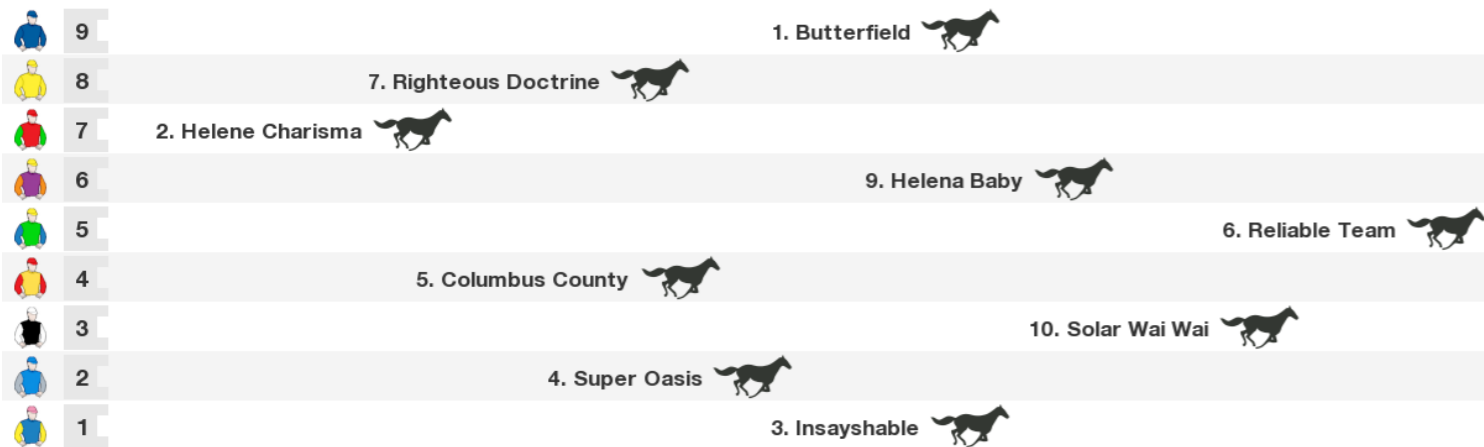 9 1. Butterfield
8 7. Righteous Doctrine
7 2. Helene Charisma
6 9. Helena Baby
5 6. Reliable Team
4 5. Columbus County
3 10. Solar Wai Wai
2 4. Super Oasis
1 3. Insayshable